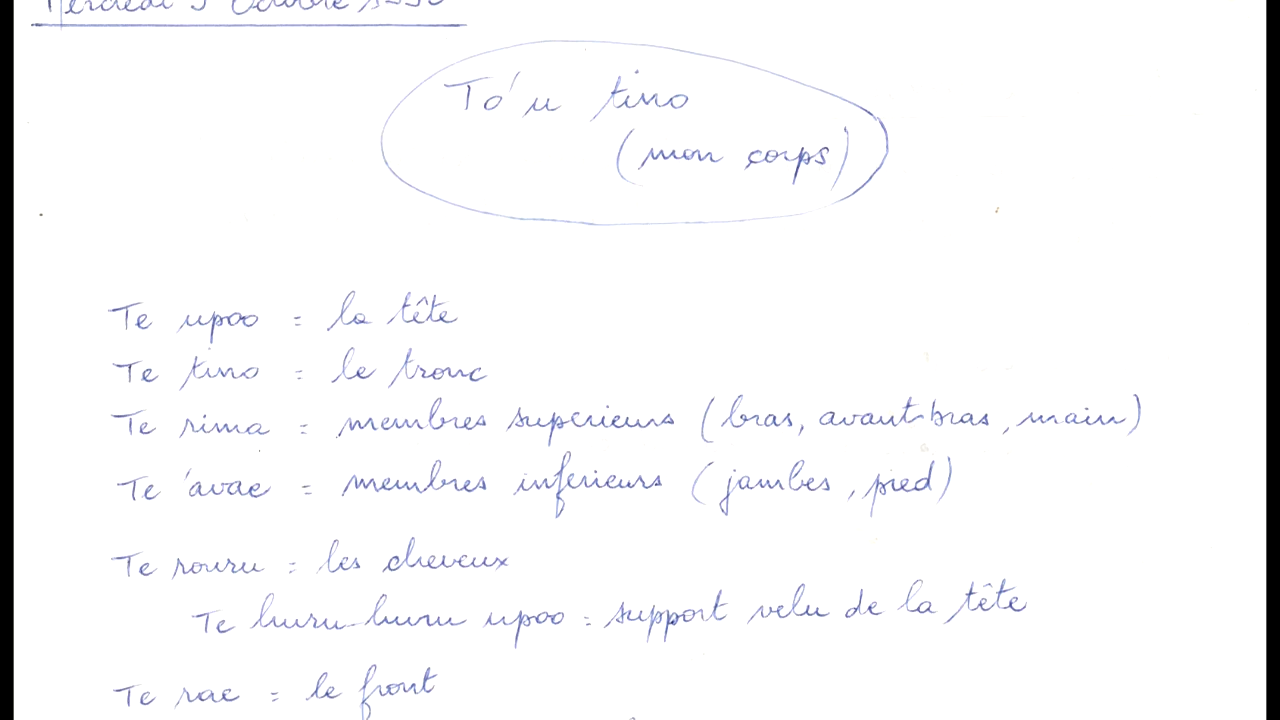 To'u tino
(mon corps)
Te upoo = la tête
Te tino = le tronc
Te rima = membres superieurs (bras, avant-bras, main)
Te 'avae = membres inferieurs (jambes, pied)
Te rouru = les cheveux
Te huru-huru upoo = support velu de la tête
Te rae = le front